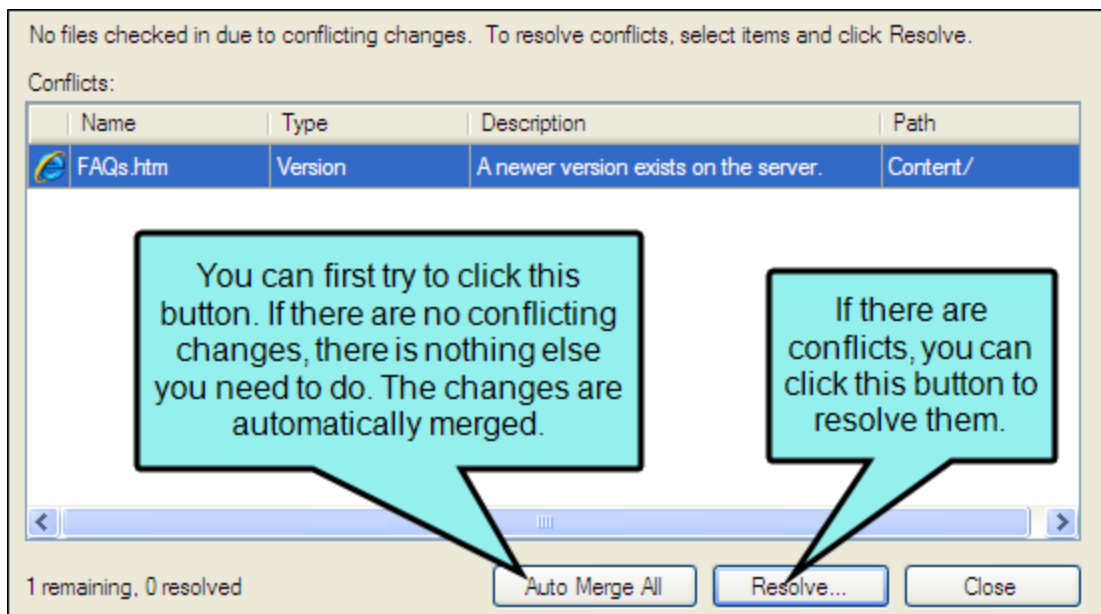 No files checked in due to conflicting changes. To resolve conflicts, select items and click Resolve.
Conflicts:
Name Type Description Path
FAQs.htm Version A newer version exists on the server. Content/
You can first try to click this
button. If there are no conflicting
changes, there is nothing else
you need to do. The changes are
automatically merged.
If there are
conflicts, you can
click this button to
resolve them.
1 remaining, 0 resolved
Auto Merge All
Resolve...
Close